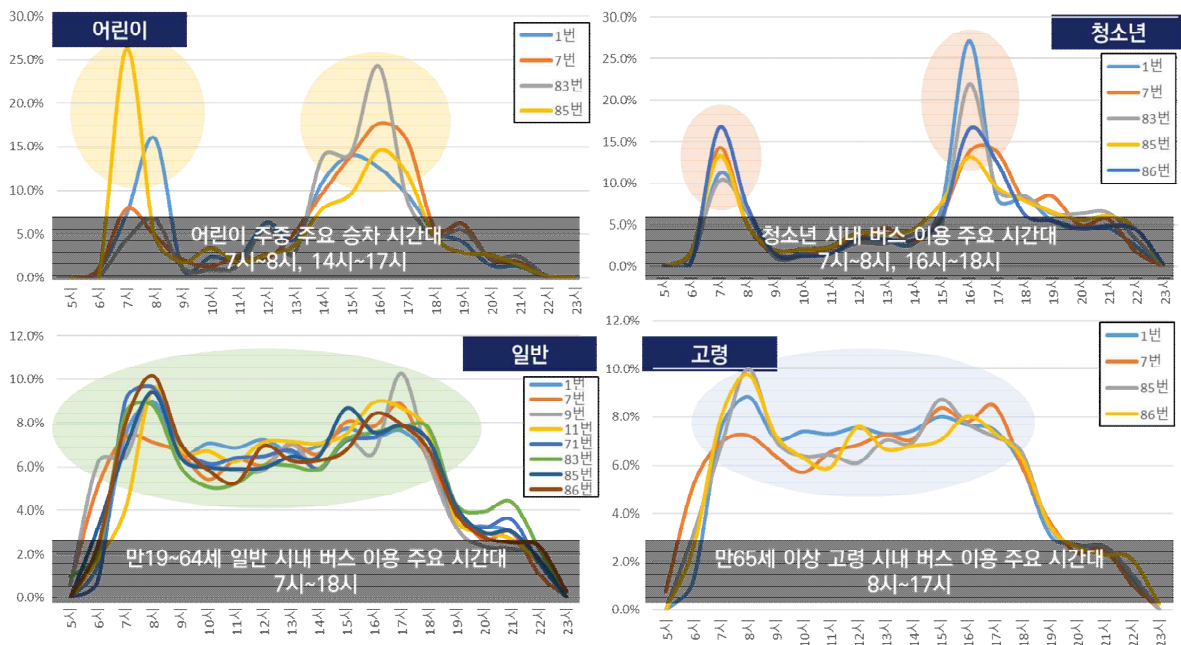 어린이
30.0%
25.0%
20.0%
15.0%
10.0%
5.0%
0.0%
1번
7번
83번
85번
어린이 주중 주요 승차 시간대
7시~8시, 14시~17시
5시 6시 7시 8시 9시 10시 11시 12시 13시 14시 15시 16시 17시 18시 19시 20시 21시 22시 23시
청소년
30.0%
25.0%
20.0%
15.0%
10.0%
5.0%
0.0%
1번
7번
83번
85번
86번
청소년 시내 버스 이용 주요 시간대
7시~8시, 16시~18시
5시 6시 7시 8시 9시 10시 11시 12시 13시 14시 15시 16시 17시 18시 19시 20시 21시 22시 23시
일반
12.0%
10.0%
8.0%
6.0%
4.0%
2.0%
0.0%
1번
7번
9번
11번
71번
83번
85번
86번
만19~64세 일반 시내 버스 이용 주요 시간대
7시~18시
5시 6시 7시 8시 9시 10시 11시 12시 13시 14시 15시 16시 17시 18시 19시 20시 21시 22시 23시
고령
12.0%
10.0%
8.0%
6.0%
4.0%
2.0%
0.0%
1번
7번
85번
86번
만65세 이상 고령 시내 버스 이용 주요 시간대
8시~17시
5시 6시 7시 8시 9시 10시 11시 12시 13시 14시 15시 16시 17시 18시 19시 20시 21시 22시 23시